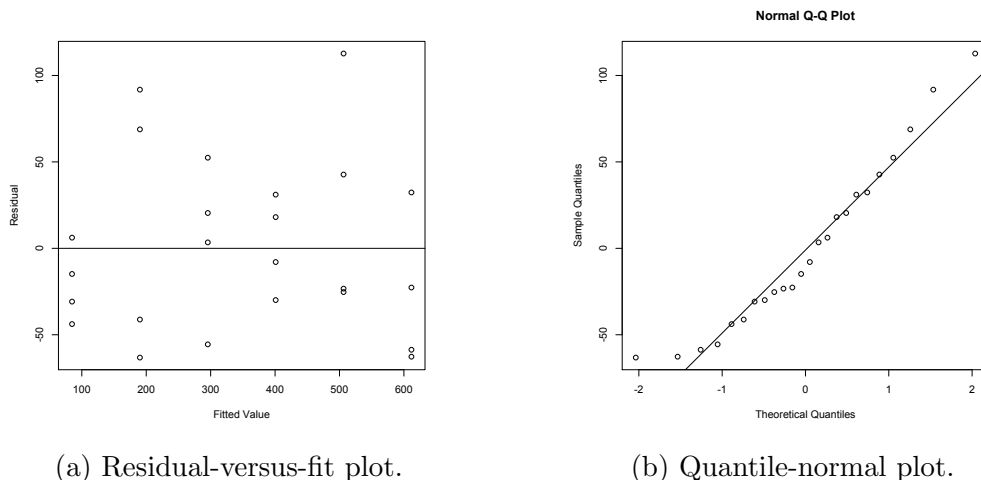 Normal Q-Q Plot
Residual
100
50
0
-50
100 200 300 400 500 600
Fitted Value
Sample Quantiles
100
50
0
-50
-2 -1 0 1 2
Theoretical Quantiles
(a) Residual-versus-fit plot.
(b) Quantile-normal plot.